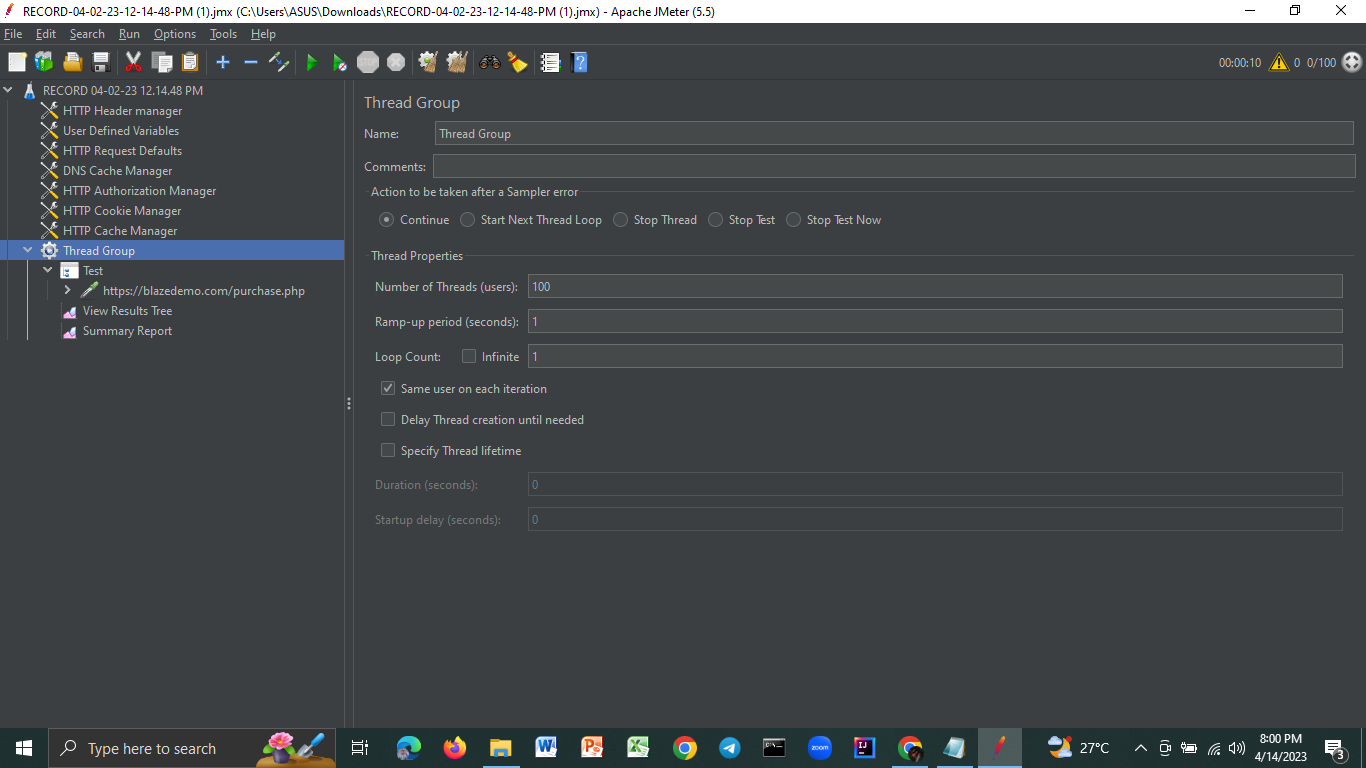 RECORD-04-02-23-12-14-48-PM (1).jmx (C:\Users\ASUS\Downloads\RECORD-04-02-23-12-14-48-PM (1).jmx) - Apache JMeter (5.5)
File Edit Search Run Options Tools Help
STOP 00:00:10 0 0/100
RECORD 04-02-23 12.14.48 PM
HTTP Header manager
User Defined Variables
HTTP Request Defaults
DNS Cache Manager
HTTP Authorization Manager
HTTP Cookie Manager
HTTP Cache Manager
Thread Group
Test
https://blazedemo.com/purchase.php
View Results Tree
Summary Report
Thread Group
Name: Thread Group
Comments:
Action to be taken after a Sampler error
Continue Start Next Thread Loop Stop Thread Stop Test Stop Test Now
Thread Properties
Number of Threads (users): 100
Ramp-up period (seconds): 1
Loop Count: Infinite 1
Same user on each iteration
Delay Thread creation until needed
Specify Thread lifetime
Duration (seconds): 0
Startup delay (seconds): 0
Type here to search
zoom
27°C
8:00 PM
4/14/2023
3